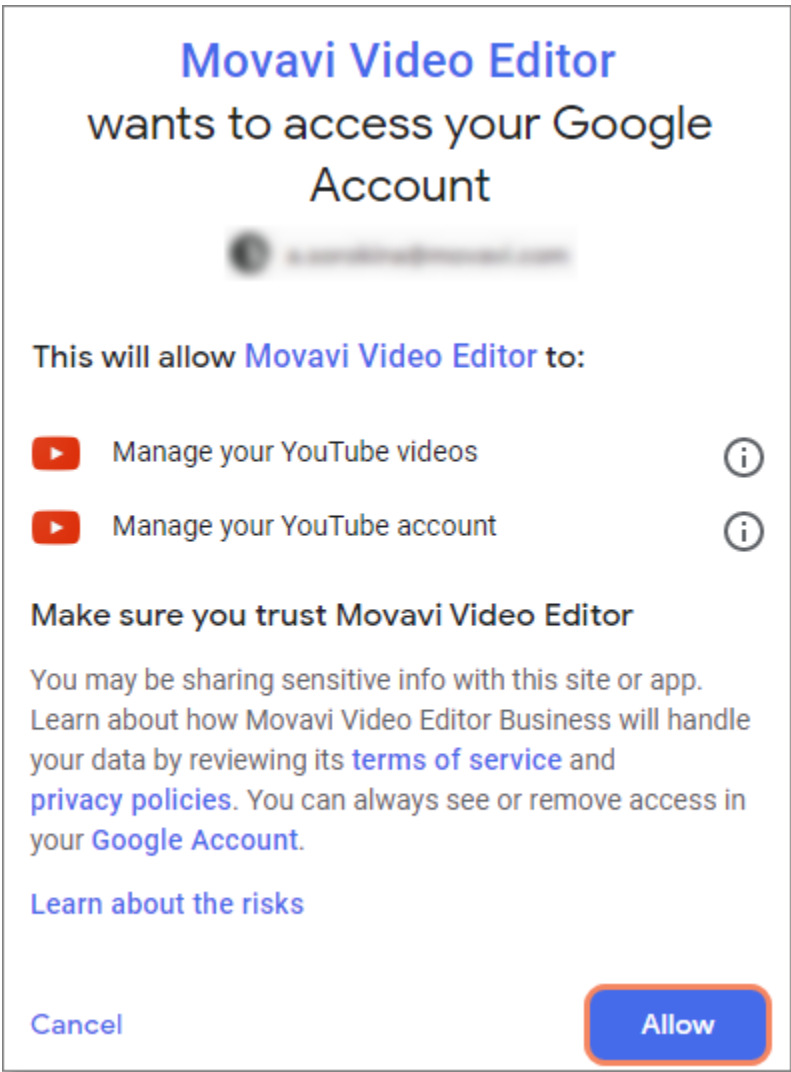 Movavi Video Editor
wants to access your Google
Account
This will allow Movavi Video Editor to:
Manage your YouTube videos
Manage your YouTube account
Make sure you trust Movavi Video Editor
You may be sharing sensitive info with this site or app.
Learn about how Movavi Video Editor Business will handle
your data by reviewing its terms of service and
privacy policies. You can always see or remove access in
your Google Account.
Learn about the risks
Cancel
Allow